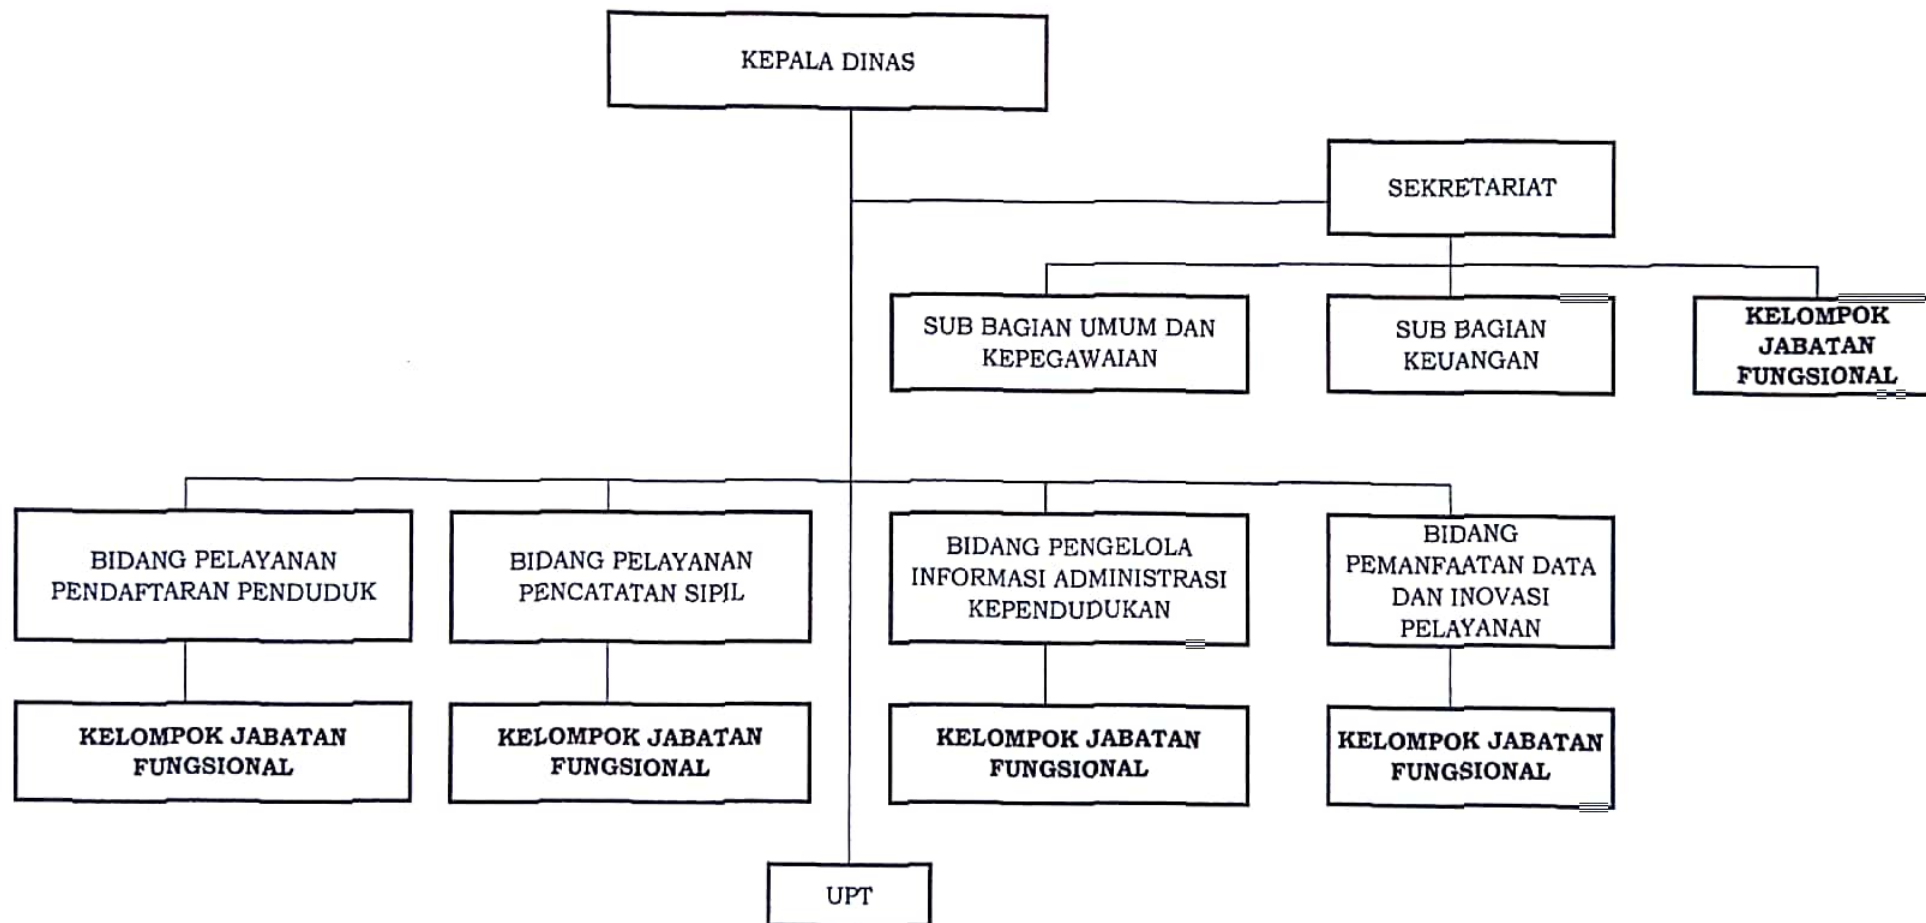 KEPALA DINAS
SEKRETARIAT
SUB BAGIAN UMUM DAN
KEPEGAWAIAN
SUB BAGIAN
KEUANGAN
KELOMPOK
JABATAN
FUNGSIONAL
BIDANG PELAYANAN
PENDAFTARAN PENDUDUK
BIDANG PELAYANAN
PENCATATAN SIPIL
BIDANG PENGELOLA
INFORMASI ADMINISTRASI
KEPENDUDUKAN
BIDANG
PEMANFAATAN DATA
DAN INOVASI
PELAYANAN
KELOMPOK JABATAN
FUNGSIONAL
KELOMPOK JABATAN
FUNGSIONAL
KELOMPOK JABATAN
FUNGSIONAL
KELOMPOK JABATAN
FUNGSIONAL
UPT